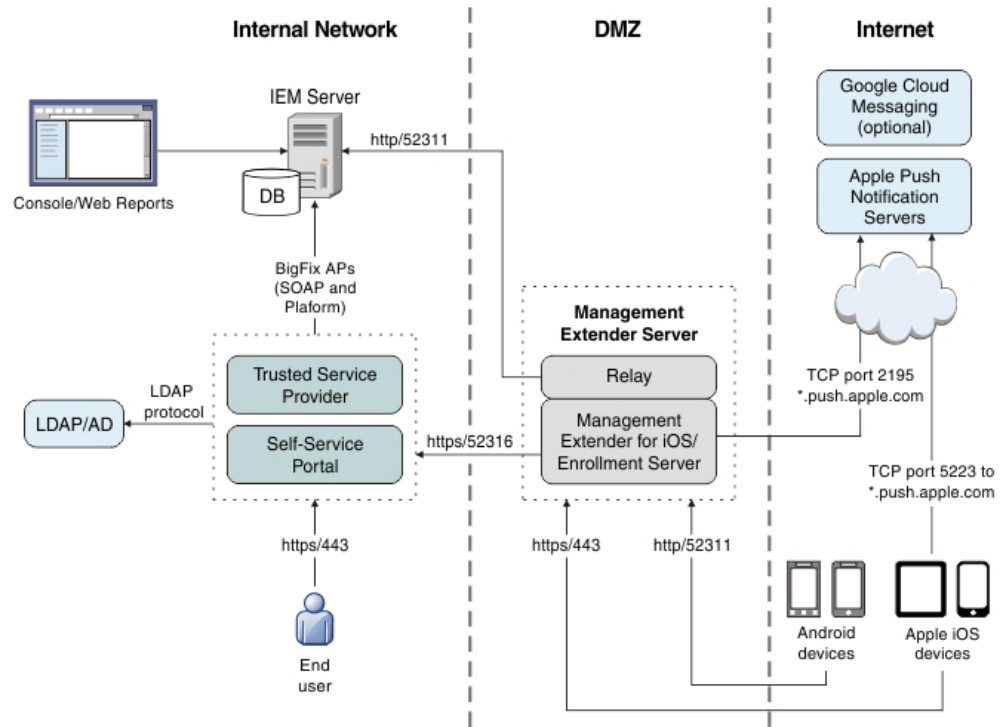 Internal Network
DMZ
Internet
IEM Server
DB
Console/Web Reports
http/52311
Google Cloud
Messaging
(optional)
Apple Push
Notification
Servers
BigFix APIs
(SOAP and
Plaform)
Management
Extender Server
Relay
Management
Extender for iOS/
Enrollment Server
Trusted Service
Provider
Self-Service
Portal
LDAP
protocol
LDAP/AD
https/52316
TCP port 2195
*.push.apple.com
TCP port 5223 to
*.push.apple.com
https/443
https/443
http/52311
End
user
Android
devices
Apple iOS
devices